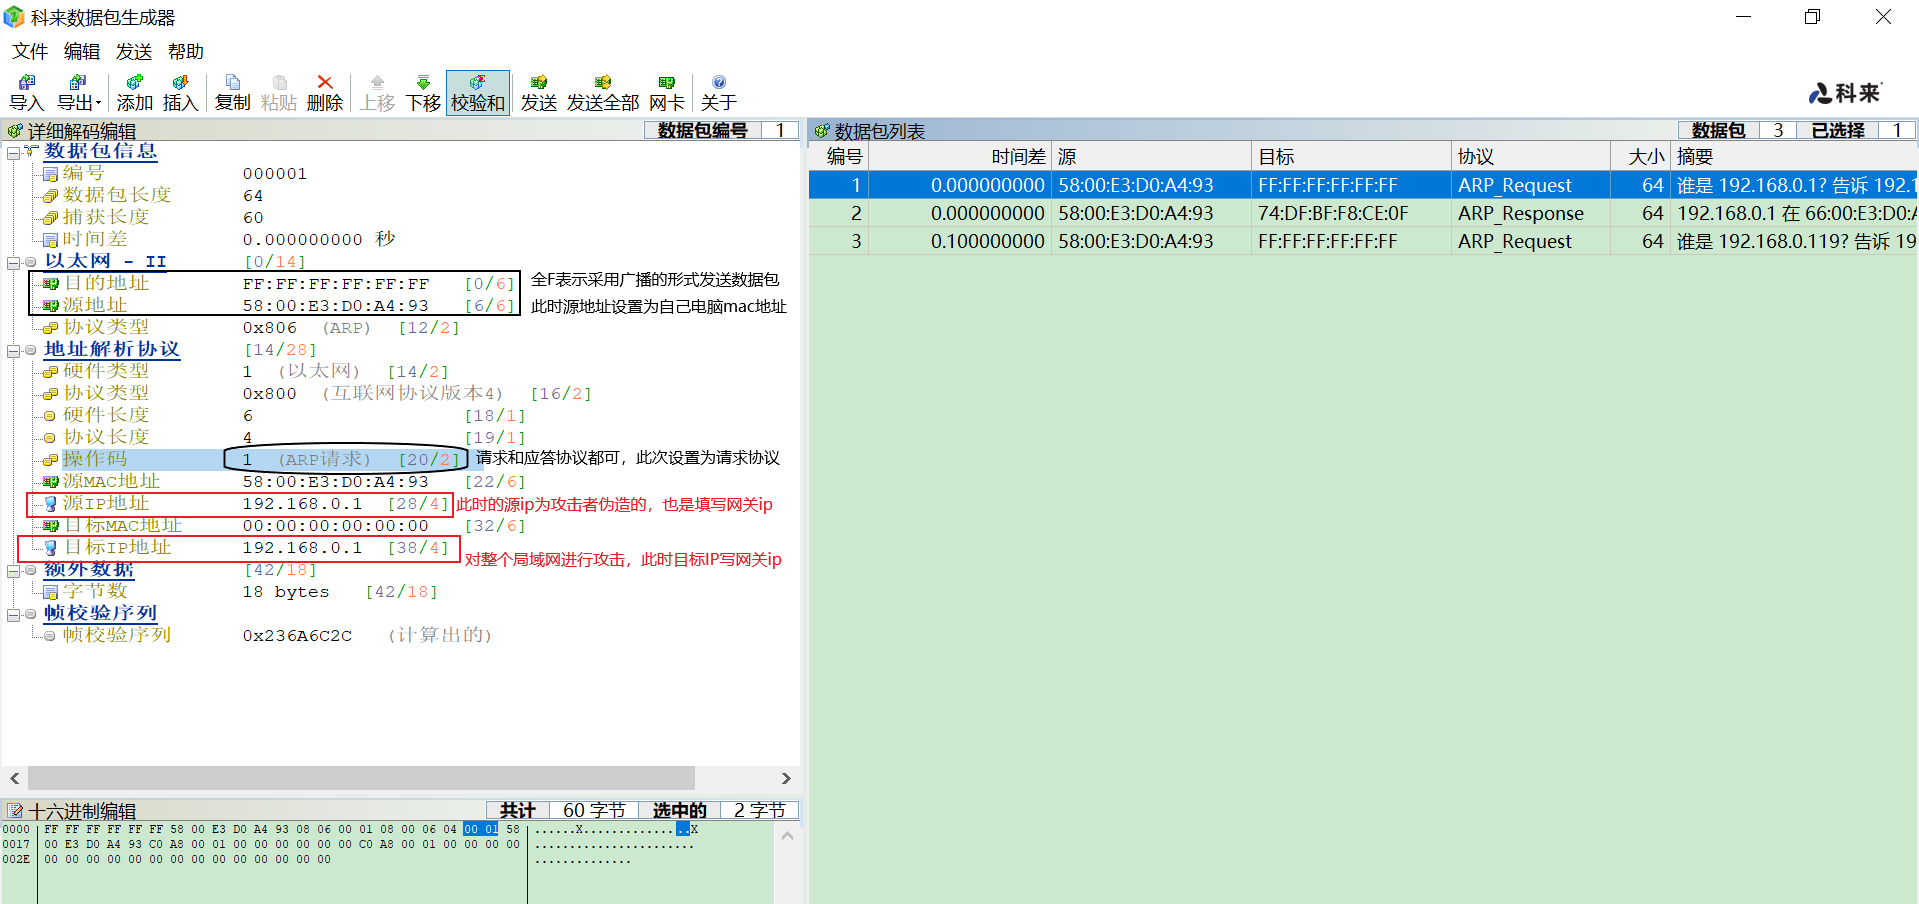 科来数据包生成器
文件 编辑 发送 帮助
导入 导出 添加 插入 复制 粘贴 删除 上移 下移 校验和 发送 发送全部 网卡 关于
科来
详细解码编辑 数据包编号 1
数据包信息
编号 000001
数据包长度 64
捕获长度 60
时间差 0.000000000 秒
以太网 - II [0/14]
目的地址 FF:FF:FF:FF:FF:FF [0/6] 全F表示采用广播的形式发送数据包
源地址 58:00:E3:D0:A4:93 [6/6] 此时源地址设置为自己电脑mac地址
协议类型 0x806 (ARP) [12/2]
地址解析协议 [14/28]
硬件类型 1 (以太网) [14/2]
协议类型 0x800 (互联网协议版本4) [16/2]
硬件长度 6 [18/1]
协议长度 4 [19/1]
操作码 1 (ARP请求) [20/2] 请求和应答协议都可，此次设置为请求协议
源MAC地址 58:00:E3:D0:A4:93 [22/6]
源IP地址 192.168.0.1 [28/4] 此时的源ip为攻击者伪造的，也是填写网关ip
目标MAC地址 00:00:00:00:00:00 [32/6]
目标IP地址 192.168.0.1 [38/4] 对整个局域网进行攻击，此时目标IP写网关ip
额外数据 [42/18]
字节数 18 bytes [42/18]
帧校验序列
帧校验序列 0x236A6C2C (计算出的)
数据包列表 数据包 3 已选择 1
编号 时间差 源 目标 协议 大小 摘要
1 0.000000000 58:00:E3:D0:A4:93 FF:FF:FF:FF:FF:FF ARP_Request 64 谁是 192.168.0.1? 告诉 192.1
2 0.000000000 58:00:E3:D0:A4:93 74:DF:BF:F8:CE:0F ARP_Response 64 192.168.0.1 在 66:00:E3:D0:A
3 0.100000000 58:00:E3:D0:A4:93 FF:FF:FF:FF:FF:FF ARP_Request 64 谁是 192.168.0.119? 告诉 19
十六进制编辑 共计 60 字节 选中的 2 字节
0000 FF FF FF FF FF FF 58 00 E3 D0 A4 93 08 06 00 01 08 00 06 04 00 01 58 ......X...............X
0017 00 E3 D0 A4 93 C0 A8 00 01 00 00 00 00 00 00 C0 A8 00 01 00 00 00 00 .......................
002E 00 00 00 00 00 00 00 00 00 00 00 00 00 00 ..............